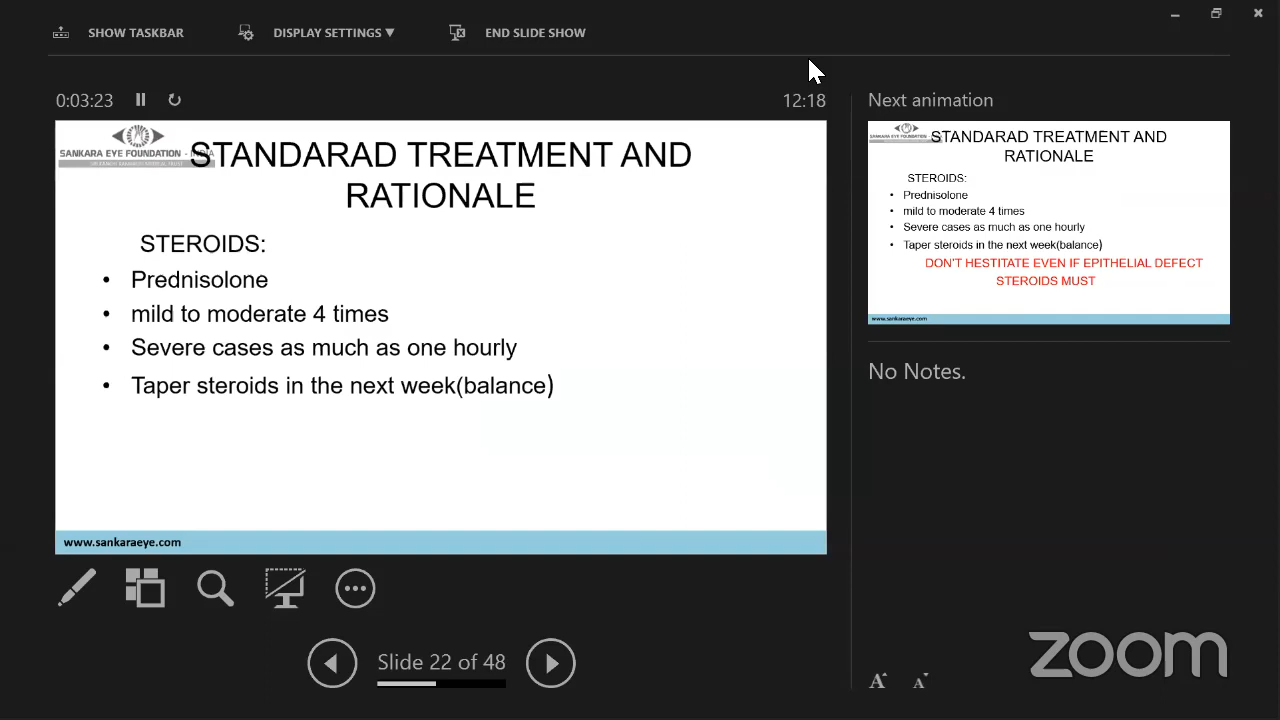 SHOW TASKBAR
DISPLAY SETTINGS ▼
END SLIDE SHOW
0:03:23
12:18
SANKARA EYE FOUNDATION - INDIA
STANDARAD TREATMENT AND
RATIONALE
STEROIDS:
• Prednisolone
• mild to moderate 4 times
• Severe cases as much as one hourly
• Taper steroids in the next week(balance)
www.sankaraeye.com
Slide 22 of 48
Next animation
SANKARA EYE FOUNDATION -
STANDARAD TREATMENT AND
RATIONALE
STEROIDS:
• Prednisolone
• mild to moderate 4 times
• Severe cases as much as one hourly
• Taper steroids in the next week(balance)
DON'T HESTITATE EVEN IF EPITHELIAL DEFECT
STEROIDS MUST
www.sankaraeye.com
No Notes.
A A
zoom